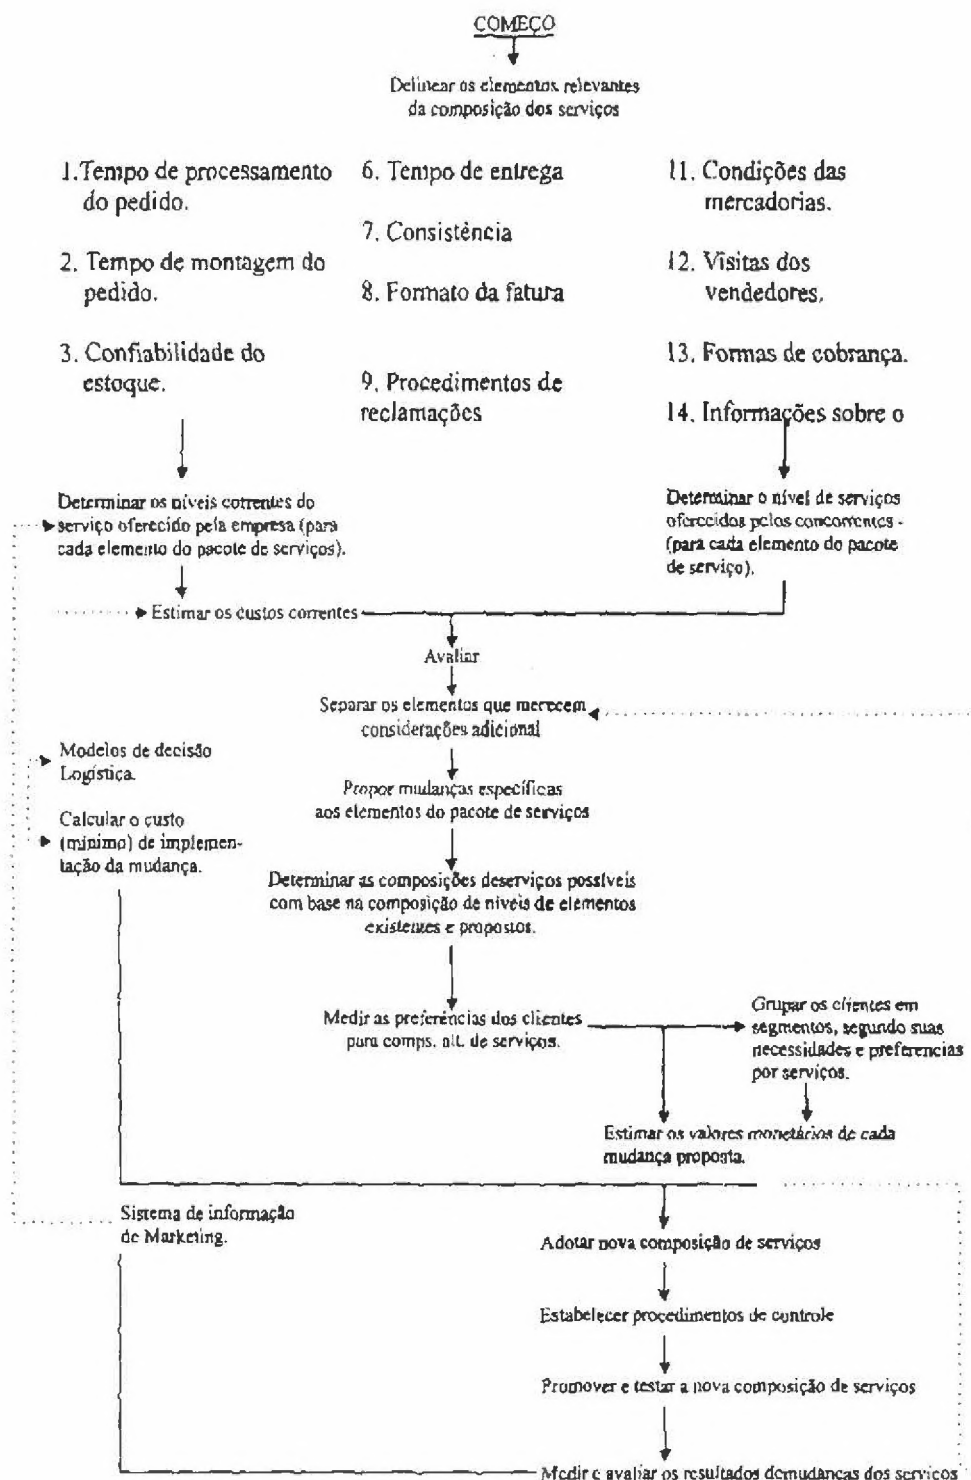 COMEÇO
Delinear os elementos relevantes
da composição dos serviços
1.Tempo de processamento
do pedido.
2. Tempo de montagem do
pedido.
3. Confiabilidade do
estoque.
6. Tempo de entrega
7. Consistência
8. Formato da fatura
9. Procedimentos de
reclamações
11. Condições das
mercadorias.
12. Visitas dos
vendedores.
13. Formas de cobrança.
14. Informações sobre o
Determinar os níveis correntes do
serviço oferecido pela empresa (para
cada elemento do pacote de serviços).
Determinar o nível de serviços
oferecidos pelos concorrentes -
(para cada elemento do pacote
de serviço).
Estimar os custos correntes
Avaliar
Separar os elementos que merecem
considerações adicional
Modelos de decisão
Logística.
Propor mudanças específicas
aos elementos do pacote de serviços
Calcular o custo
(mínimo) de implemen-
tação da mudança.
Determinar as composições deserviços possíveis
com base na composição de níveis de elementos
existentes e propostos.
Medir as preferências dos clientes
para comps. alt. de serviços.
Grupar os clientes em
segmentos, segundo suas
necessidades e preferencias
por serviços.
Estimar os valores monetários de cada
mudança proposta.
Sistema de informação
de Marketing.
Adotar nova composição de serviços
Estabelecer procedimentos de controle
Promover e testar a nova composição de serviços
Medir e avaliar os resultados demudanças dos serviços